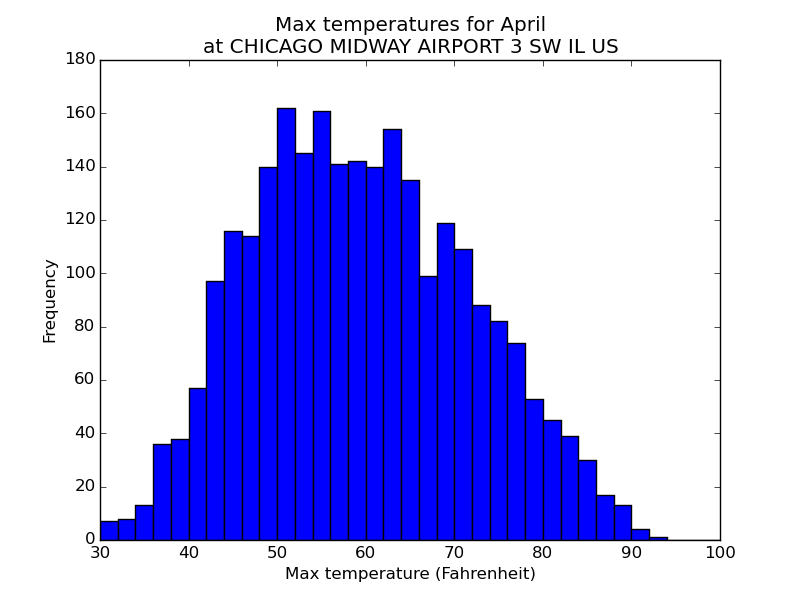 Max temperatures for April
at CHICAGO MIDWAY AIRPORT 3 SW IL US
180
160
140
120
100
80
60
40
20
0
Frequency
30 40 50 60 70 80 90 100
Max temperature (Fahrenheit)